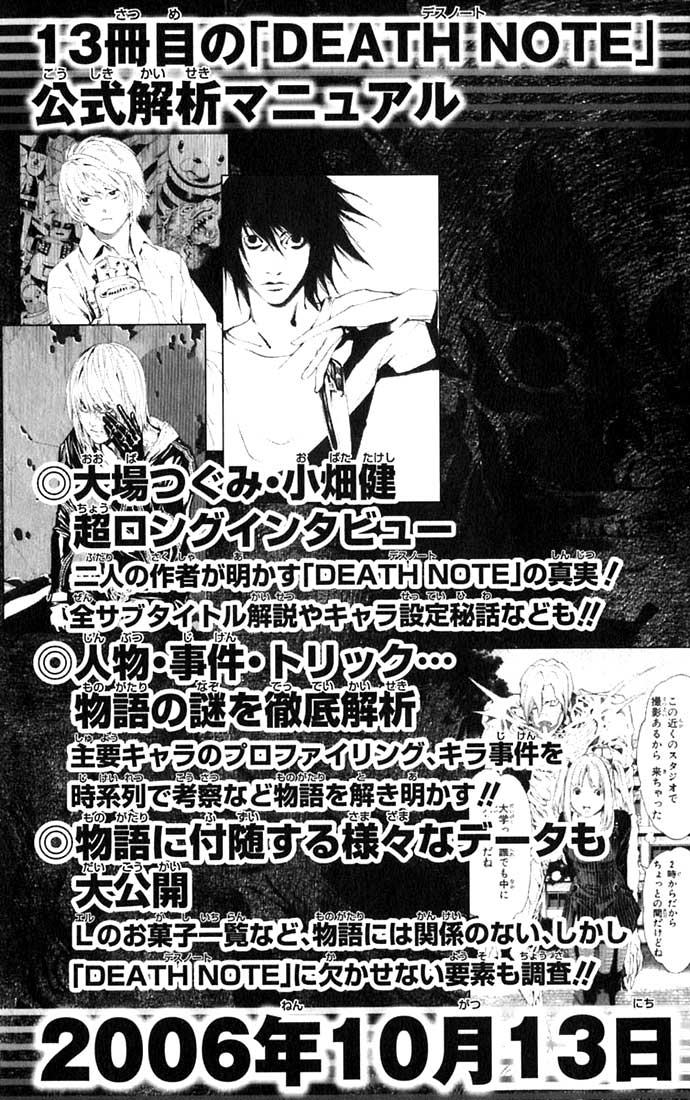 13冊目の「DEATH NOTE」
公式解析マニュアル
◎大場つぐみ・小畑健
超ロングインタビュー
二人の作者が明かす「DEATH NOTE」の真実!
全サブタイトル解説やキャラ設定秘話なども!!
◎人物・事件・トリック…
物語の謎を徹底解析
主要キャラのプロファイリング、キラ事件を
時系列で考察など物語を解き明かす!!
◎物語に付随する様々なデータも
大公開
Lのお菓子一覧など、物語には関係のない、しかし
「DEATH NOTE」に欠かせない要素も調査!!
この近くのスタジオで
撮影あるから 来ちゃった
2時からだから
ちょっとの間だけどね
大学っ
誰でも中に
2006年10月13日